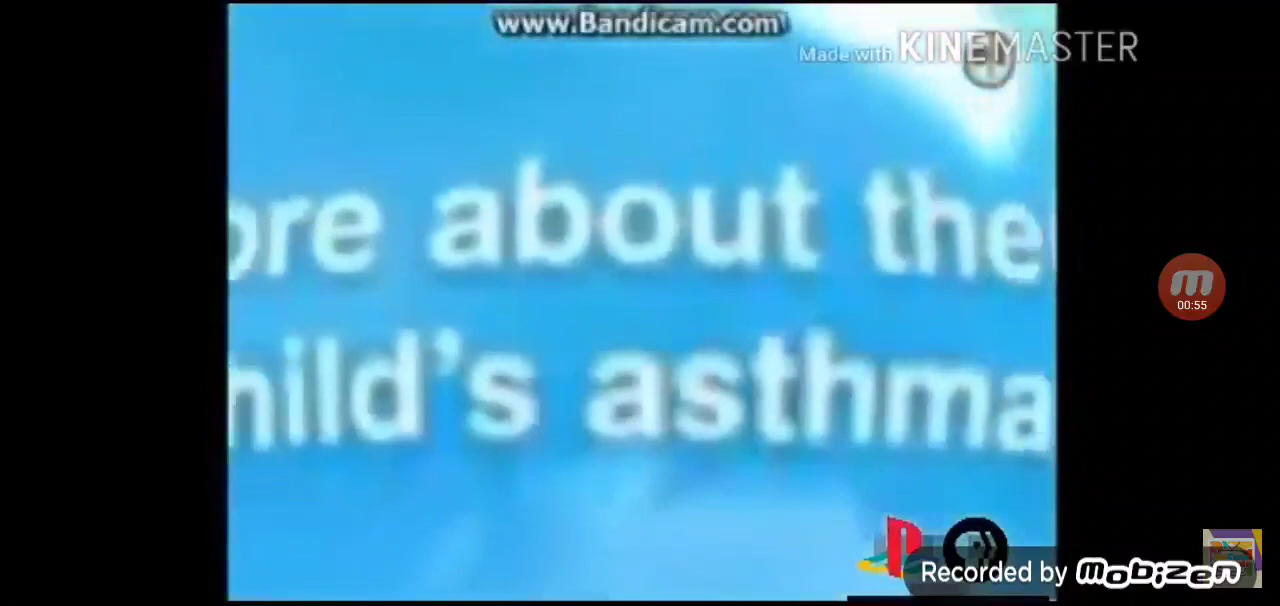 www.Bandicam.com
Made with KINEMASTER
ore about the
hild's asthma
00:55
Recorded by mobizen